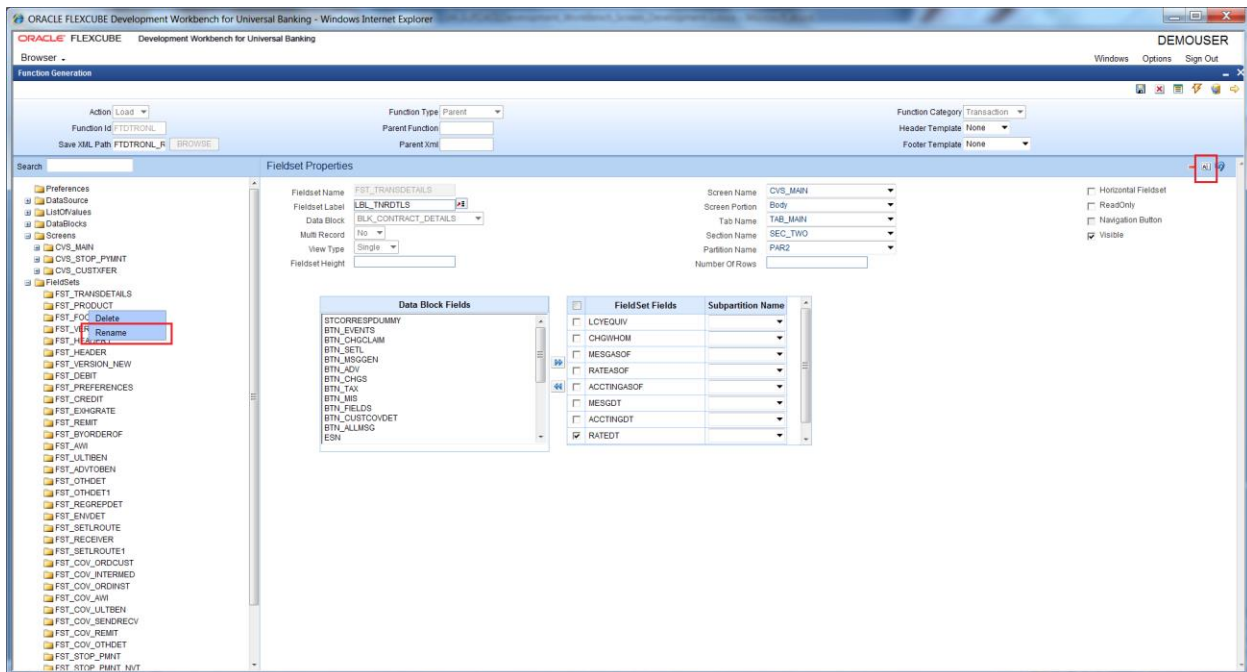 ORACLE FLEXCUBE Development Workbench for Universal Banking - Windows Internet Explorer
ORACLE FLEXCUBE Development Workbench for Universal Banking
DEMOUSER
Browser
Windows Options Sign Out
Function Generation
Action Load Function Type Parent Function Category Transaction
Function Id FTDTRONL Parent Function Header Template None
Save XML Path FTDTRONL_R BROWSE Parent Xml Footer Template None
Search Fieldset Properties
Preferences
DataSource
ListOfValues
DataBlocks
Screens
CVS_MAIN
CVS_STOP_PYMNT
CVS_CUSTXFER
FieldSets
FST_TRANSDETAILS
FST_PRODUCT
FST_FOO
Delete
FST_VER
Rename
FST_HEADER1
FST_HEADER
FST_VERSION_NEW
FST_DEBIT
FST_PREFERENCES
FST_CREDIT
FST_EXHGRATE
FST_REMIT
FST_BYORDEROF
FST_AWI
FST_ULTIBEN
FST_ADVTOBEN
FST_OTHDET
FST_OTHDET1
FST_REGREPDET
FST_ENVDET
FST_SETLROUTE
FST_RECEIVER
FST_SETLROUTE1
FST_COV_ORDCUST
FST_COV_INTERMED
FST_COV_ORDINST
FST_COV_AWI
FST_COV_ULTBEN
FST_COV_SENDRECV
FST_COV_REMIT
FST_COV_OTHDET
FST_STOP_PMNT
FST_STOP_PMNT_NVT
Fieldset Name FST_TRANSDETAILS Screen Name CVS_MAIN Horizontal Fieldset
Fieldset Label LBL_TNRDTLS Screen Portion Body ReadOnly
Data Block BLK_CONTRACT_DETAILS Tab Name TAB_MAIN Navigation Button
Multi Record No Section Name SEC_TWO Visible
View Type Single Partition Name PAR2
Fieldset Height Number Of Rows
Data Block Fields
STCORRESPDUMMY
BTN_EVENTS
BTN_CHGCLAIM
BTN_SETL
BTN_MSGGEN
BTN_ADV
BTN_CHGS
BTN_TAX
BTN_MIS
BTN_FIELDS
BTN_CUSTCOVDET
BTN_ALLMSG
ESN
FieldSet Fields Subpartition Name
LCYEQUIV
CHGWHOM
MESGASOF
RATEASOF
ACCTINGASOF
MESGDT
ACCTINGDT
RATEDT